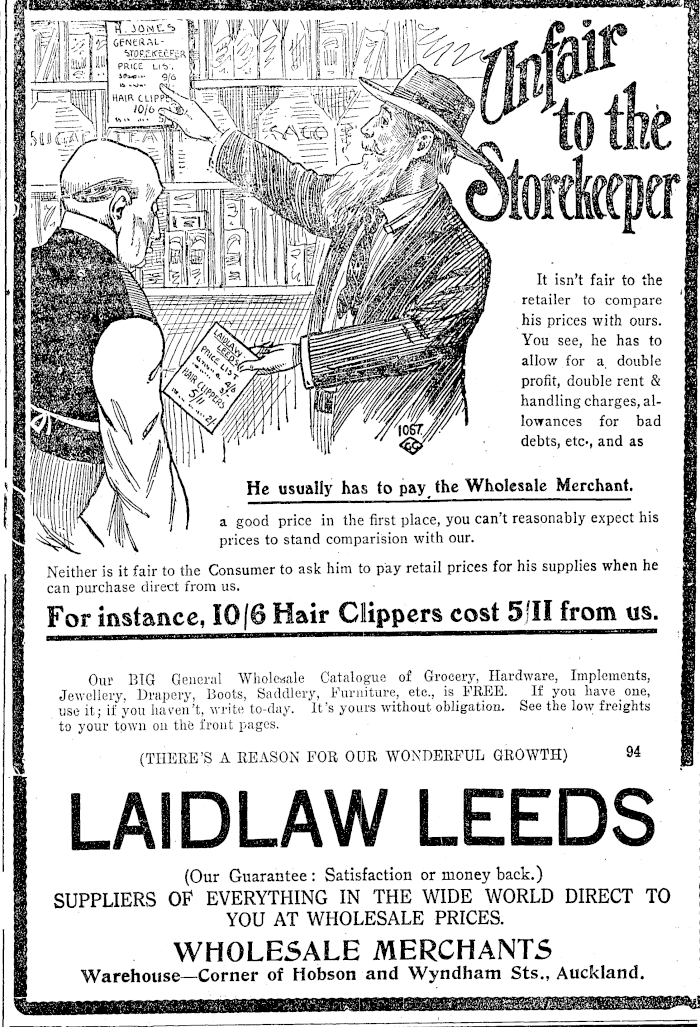 H. JONES
GENERAL
STOREKEEPER
PRICE LIST
9/6
HAIR CLIPPE
10/6
SUGAR TEA SAGO
LAIDLAW
LEEDS
PRICE LIST
4/6
HAIR CLIPPERS
5/11
2/-
1057
Unfair
to the
Storekeeper
It isn't fair to the
retailer to compare
his prices with ours.
You see, he has to
allow for a double
profit, double rent &
handling charges, al-
lowances for bad
debts, etc., and as
He usually has to pay the Wholesale Merchant.
a good price in the first place, you can't reasonably expect his
prices to stand comparision with our.
Neither is it fair to the Consumer to ask him to pay retail prices for his supplies when he
can purchase direct from us.
For instance, 10/6 Hair Clippers cost 5/11 from us.
Our BIG General Wholesale Catalogue of Grocery, Hardware, Implements,
Jewellery, Drapery, Boots, Saddlery, Furniture, etc., is FREE. If you have one,
use it; if you haven't, write to-day. It's yours without obligation. See the low freights
to your town on the front pages.
(THERE'S A REASON FOR OUR WONDERFUL GROWTH) 94
LAIDLAW LEEDS
(Our Guarantee: Satisfaction or money back.)
SUPPLIERS OF EVERYTHING IN THE WIDE WORLD DIRECT TO
YOU AT WHOLESALE PRICES.
WHOLESALE MERCHANTS
Warehouse—Corner of Hobson and Wyndham Sts., Auckland.